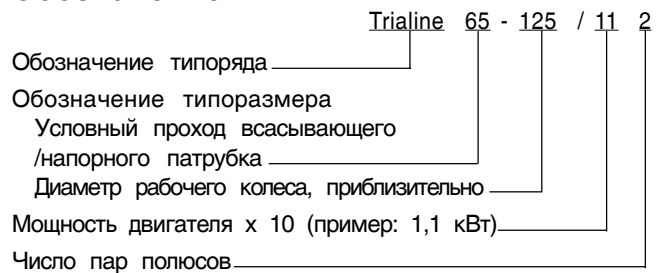 Trialine 65 - 125 / 11 2
Обозначение типоряда
Обозначение типоразмера
Условный проход всасывающего
/напорного патрубка
Диаметр рабочего колеса, приблизительно
Мощность двигателя x 10 (пример: 1,1 кВт)
Число пар полюсов